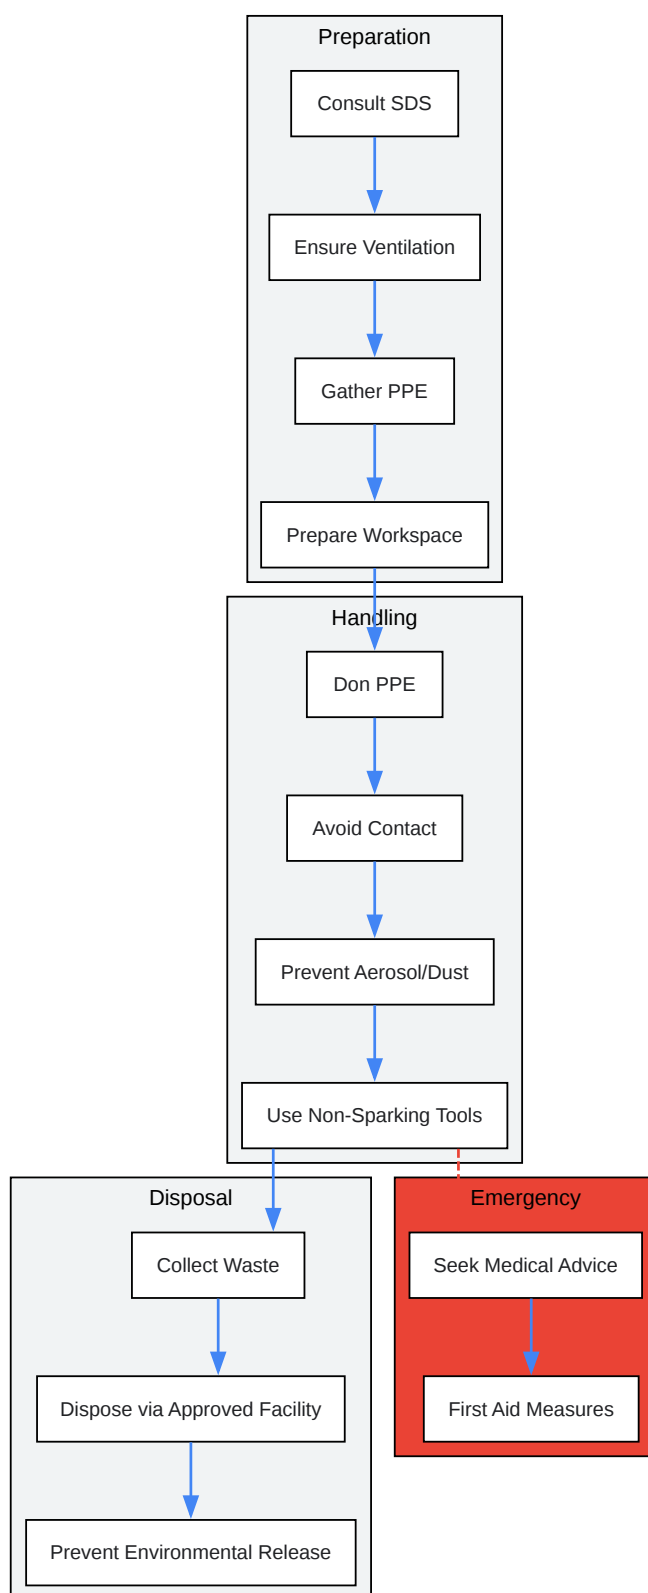 Preparation
Consult SDS
Ensure Ventilation
Gather PPE
Prepare Workspace
Handling
Don PPE
Avoid Contact
Prevent Aerosol/Dust
Use Non-Sparking Tools
Disposal
Collect Waste
Dispose via Approved Facility
Prevent Environmental Release
Emergency
Seek Medical Advice
First Aid Measures